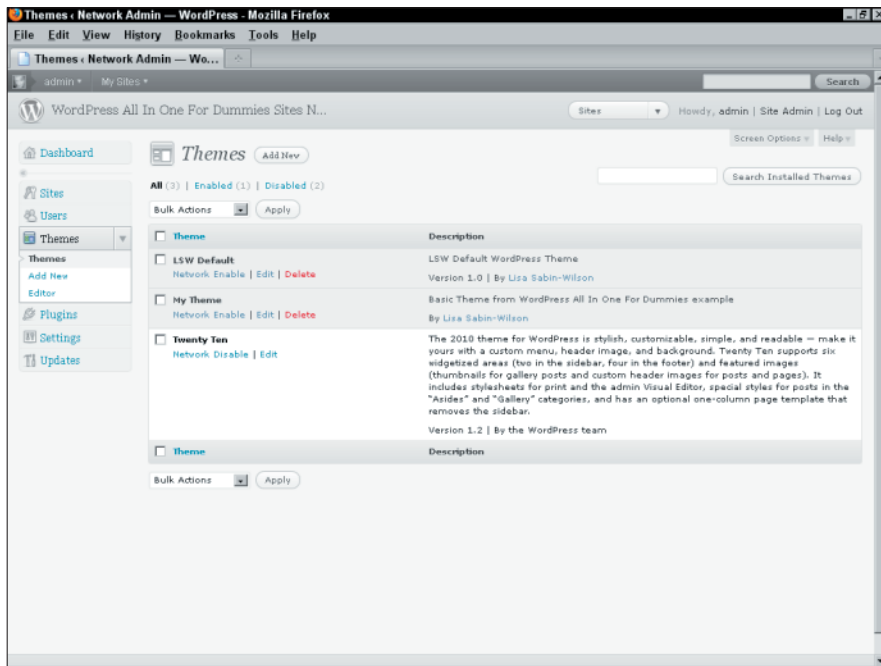 Themes ‹ Network Admin — WordPress - Mozilla Firefox
File Edit View History Bookmarks Tools Help
Themes ‹ Network Admin — Wo...
admin My Sites Search
WordPress All In One For Dummies Sites N... Sites Howdy, admin | Site Admin | Log Out
Screen Options Help
Dashboard
Sites
Users
Themes
Themes
Add New
Editor
Plugins
Settings
Updates
Themes Add New
All (3) | Enabled (1) | Disabled (2) Search Installed Themes
Bulk Actions Apply
Theme Description
LSW Default LSW Default WordPress Theme
Network Enable | Edit | Delete Version 1.0 | By Lisa Sabin-Wilson
My Theme Basic Theme from WordPress All In One For Dummies example
Network Enable | Edit | Delete By Lisa Sabin-Wilson
Twenty Ten The 2010 theme for WordPress is stylish, customizable, simple, and readable — make it
Network Disable | Edit yours with a custom menu, header image, and background. Twenty Ten supports six
widgetized areas (two in the sidebar, four in the footer) and featured images
(thumbnails for gallery posts and custom header images for posts and pages). It
includes stylesheets for print and the admin Visual Editor, special styles for posts in the
"Asides" and "Gallery" categories, and has an optional one-column page template that
removes the sidebar.
Version 1.2 | By the WordPress team
Theme Description
Bulk Actions Apply